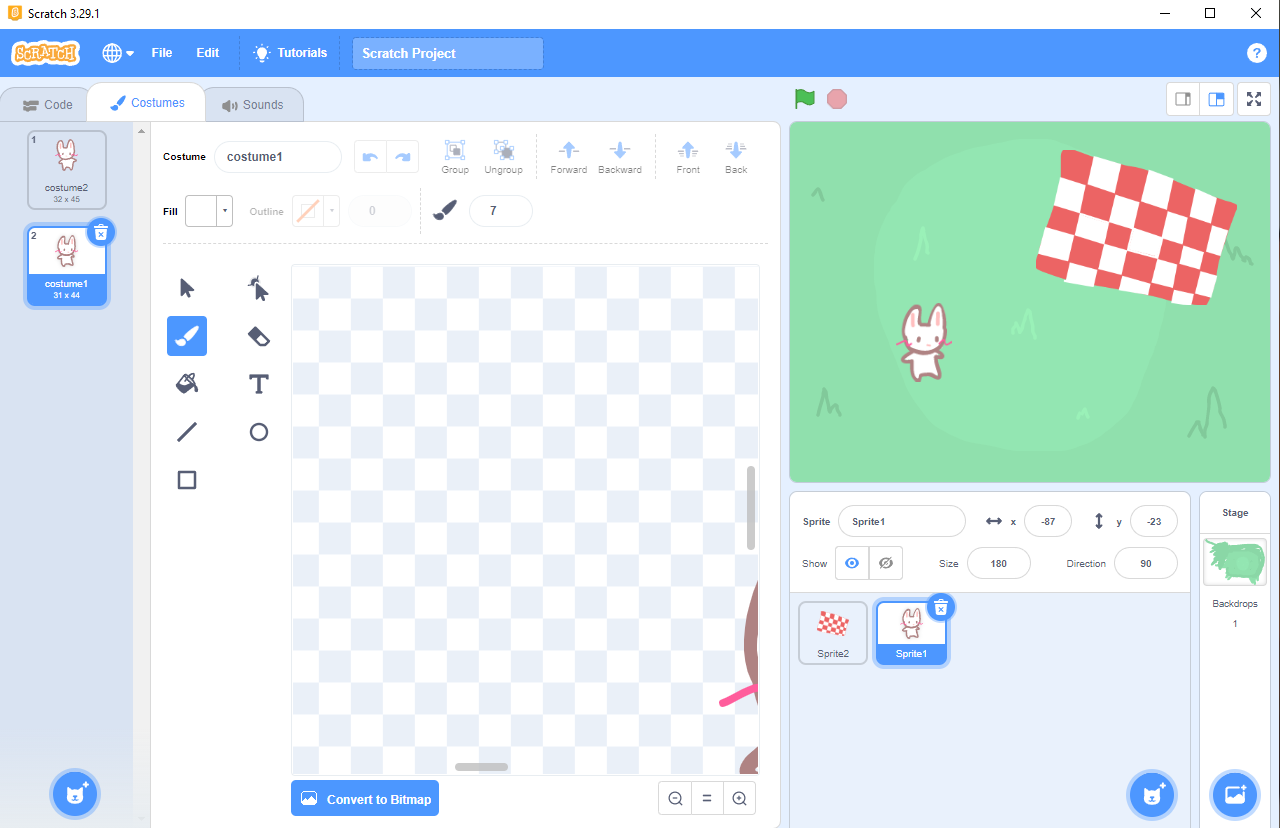 Scratch 3.29.1
SCRATCH File Edit Tutorials Scratch Project ?
Code Costumes Sounds
1
costume2
32 x 45
2
costume1
31 x 44
Costume costume1
Group Ungroup Forward Backward Front Back
Fill Outline 0 7
T
Convert to Bitmap
Sprite Sprite1 x -87 y -23
Show Size 180 Direction 90
Sprite2
Sprite1
Stage
Backdrops
1